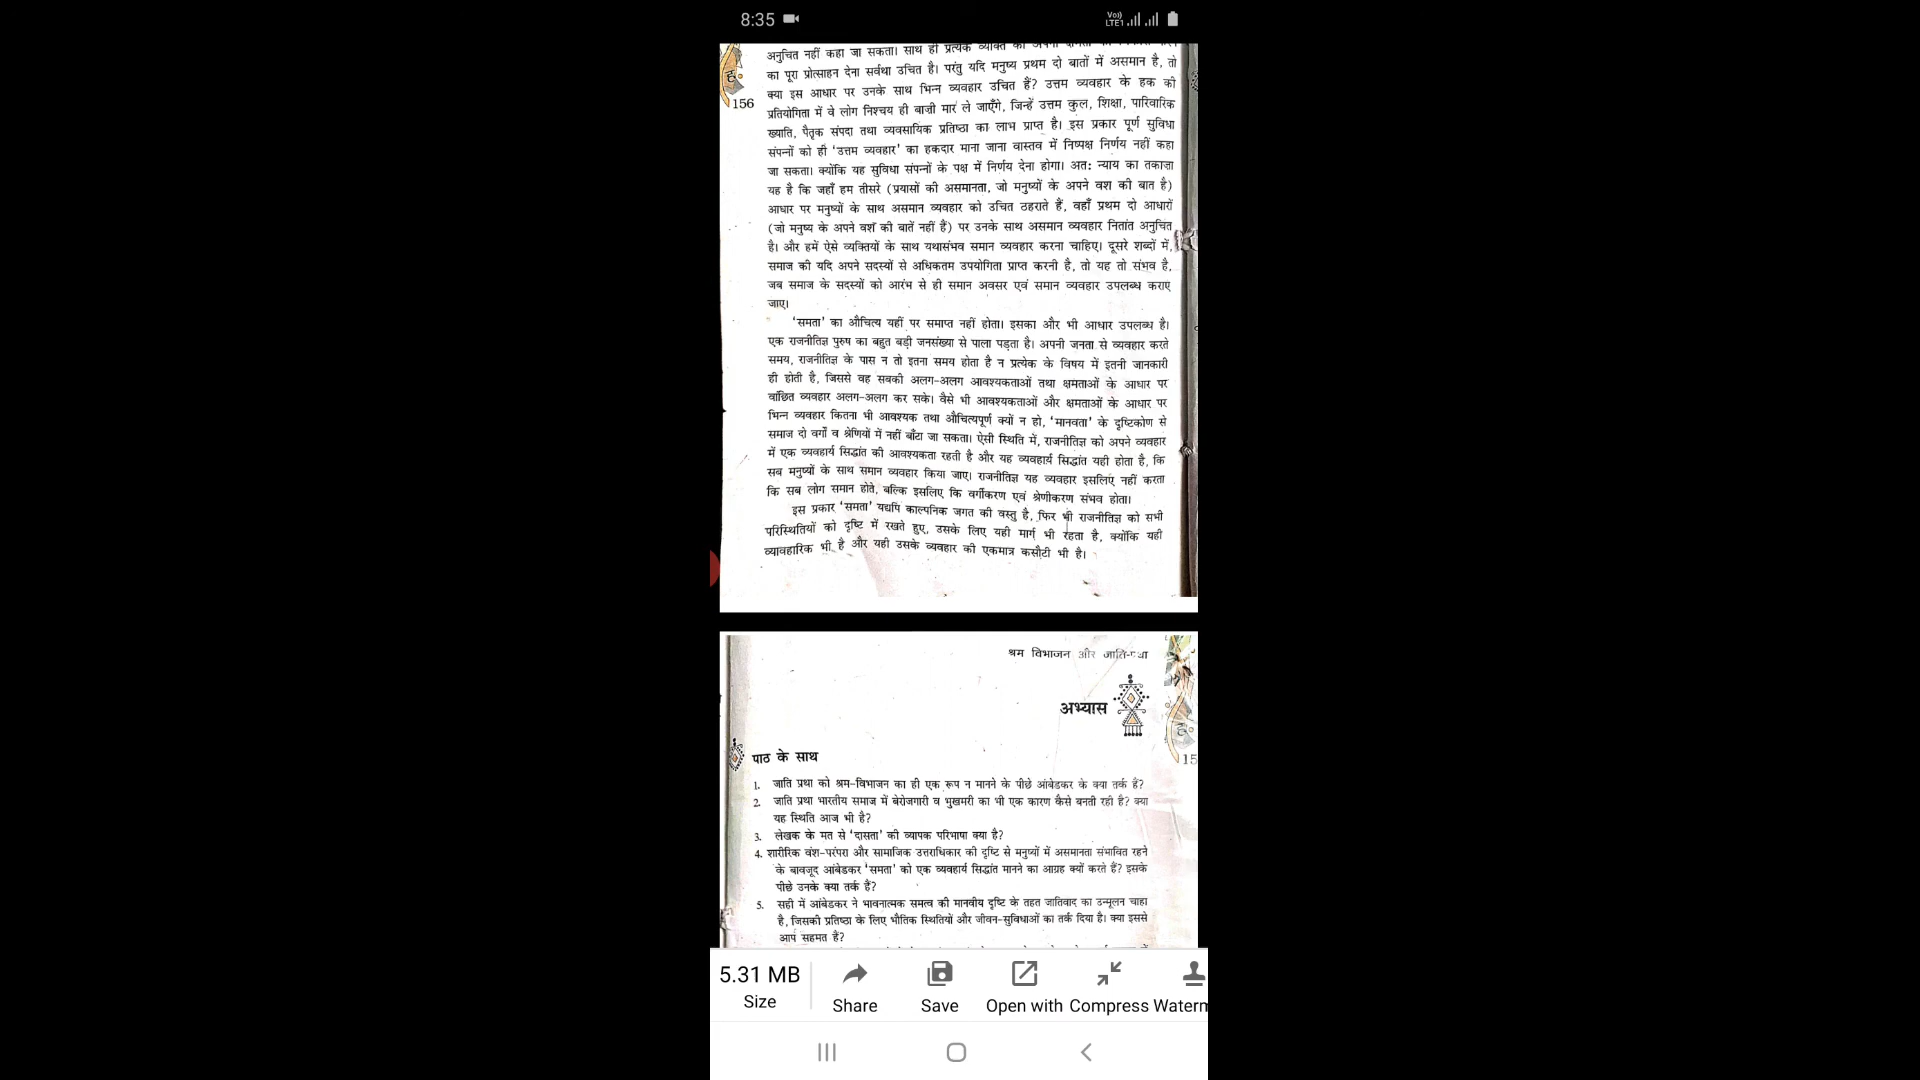 8:35
Vo)) LTE1
अनुचित नहीं कहा जा सकता। साथ ही प्रत्येक व्यक्ति को अपनी क्षमता
का पूरा प्रोत्साहन देना सर्वथा उचित है। परंतु यदि मनुष्य प्रथम दो बातों में असमान है, तो
क्या इस आधार पर उनके साथ भिन्न व्यवहार उचित हैं? उत्तम व्यवहार के हक की
156
प्रतियोगिता में वे लोग निश्चय ही बाज़ी मार ले जाएँगे, जिन्हें उत्तम कुल, शिक्षा, पारिवारिक
ख्याति, पैतृक संपदा तथा व्यवसायिक प्रतिष्ठा का लाभ प्राप्त है। इस प्रकार पूर्ण सुविधा
संपन्नों को ही 'उत्तम व्यवहार' का हकदार माना जाना वास्तव में निष्पक्ष निर्णय नहीं कहा
जा सकता। क्योंकि यह सुविधा संपन्नों के पक्ष में निर्णय देना होगा। अतः न्याय का तकाज़ा
यह है कि जहाँ हम तीसरे (प्रयासों की असमानता, जो मनुष्यों के अपने वश की बात है)
आधार पर मनुष्यों के साथ असमान व्यवहार को उचित ठहराते हैं, वहाँ प्रथम दो आधारों
(जो मनुष्य के अपने वश की बातें नहीं हैं) पर उनके साथ असमान व्यवहार नितांत अनुचित
है। और हमें ऐसे व्यक्तियों के साथ यथासंभव समान व्यवहार करना चाहिए। दूसरे शब्दों में,
समाज की यदि अपने सदस्यों से अधिकतम उपयोगिता प्राप्त करनी है, तो यह तो संभव है,
जब समाज के सदस्यों को आरंभ से ही समान अवसर एवं समान व्यवहार उपलब्ध कराए
जाए।
'समता' का औचित्य यहीं पर समाप्त नहीं होता। इसका और भी आधार उपलब्ध है।
एक राजनीतिज्ञ पुरुष का बहुत बड़ी जनसंख्या से पाला पड़ता है। अपनी जनता से व्यवहार करते
समय, राजनीतिज्ञ के पास न तो इतना समय होता है न प्रत्येक के विषय में इतनी जानकारी
ही होती है, जिससे वह सबकी अलग-अलग आवश्यकताओं तथा क्षमताओं के आधार पर
वांछित व्यवहार अलग-अलग कर सके। वैसे भी आवश्यकताओं और क्षमताओं के आधार पर
भिन्न व्यवहार कितना भी आवश्यक तथा औचित्यपूर्ण क्यों न हो, 'मानवता' के दृष्टिकोण से
समाज दो वर्गों व श्रेणियों में नहीं बाँटा जा सकता। ऐसी स्थिति में, राजनीतिज्ञ को अपने व्यवहार
में एक व्यवहार्य सिद्धांत की आवश्यकता रहती है और यह व्यवहार्य सिद्धांत यही होता है, कि
सब मनुष्यों के साथ समान व्यवहार किया जाए। राजनीतिज्ञ यह व्यवहार इसलिए नहीं करता
कि सब लोग समान होते, बल्कि इसलिए कि वर्गीकरण एवं श्रेणीकरण संभव होता।
इस प्रकार 'समता' यद्यपि काल्पनिक जगत की वस्तु है, फिर भी राजनीतिज्ञ को सभी
परिस्थितियों को दृष्टि में रखते हुए, उसके लिए यही मार्ग भी रहता है, क्योंकि यही
व्यावहारिक भी है और यही उसके व्यवहार की एकमात्र कसौटी भी है।
श्रम विभाजन और जाति-प्रथा
अभ्यास
15
पाठ के साथ
1. जाति प्रथा को श्रम-विभाजन का ही एक रूप न मानने के पीछे आंबेडकर के क्या तर्क हैं?
2. जाति प्रथा भारतीय समाज में बेरोजगारी व भुखमरी का भी एक कारण कैसे बनती रही है? क्या
यह स्थिति आज भी है?
3. लेखक के मत से 'दासता' की व्यापक परिभाषा क्या है?
4. शारीरिक वंश-परंपरा और सामाजिक उत्तराधिकार की दृष्टि से मनुष्यों में असमानता संभावित रहने
के बावजूद आंबेडकर 'समता' को एक व्यवहार्य सिद्धांत मानने का आग्रह क्यों करते हैं? इसके
पीछे उनके क्या तर्क हैं?
5. सही में आंबेडकर ने भावनात्मक समत्व की मानवीय दृष्टि के तहत जातिवाद का उन्मूलन चाहा
है, जिसकी प्रतिष्ठा के लिए भौतिक स्थितियों और जीवन-सुविधाओं का तर्क दिया है। क्या इससे
आप सहमत हैं?
5.31 MB
Size
Share
Save
Open with
Compress
Waterm